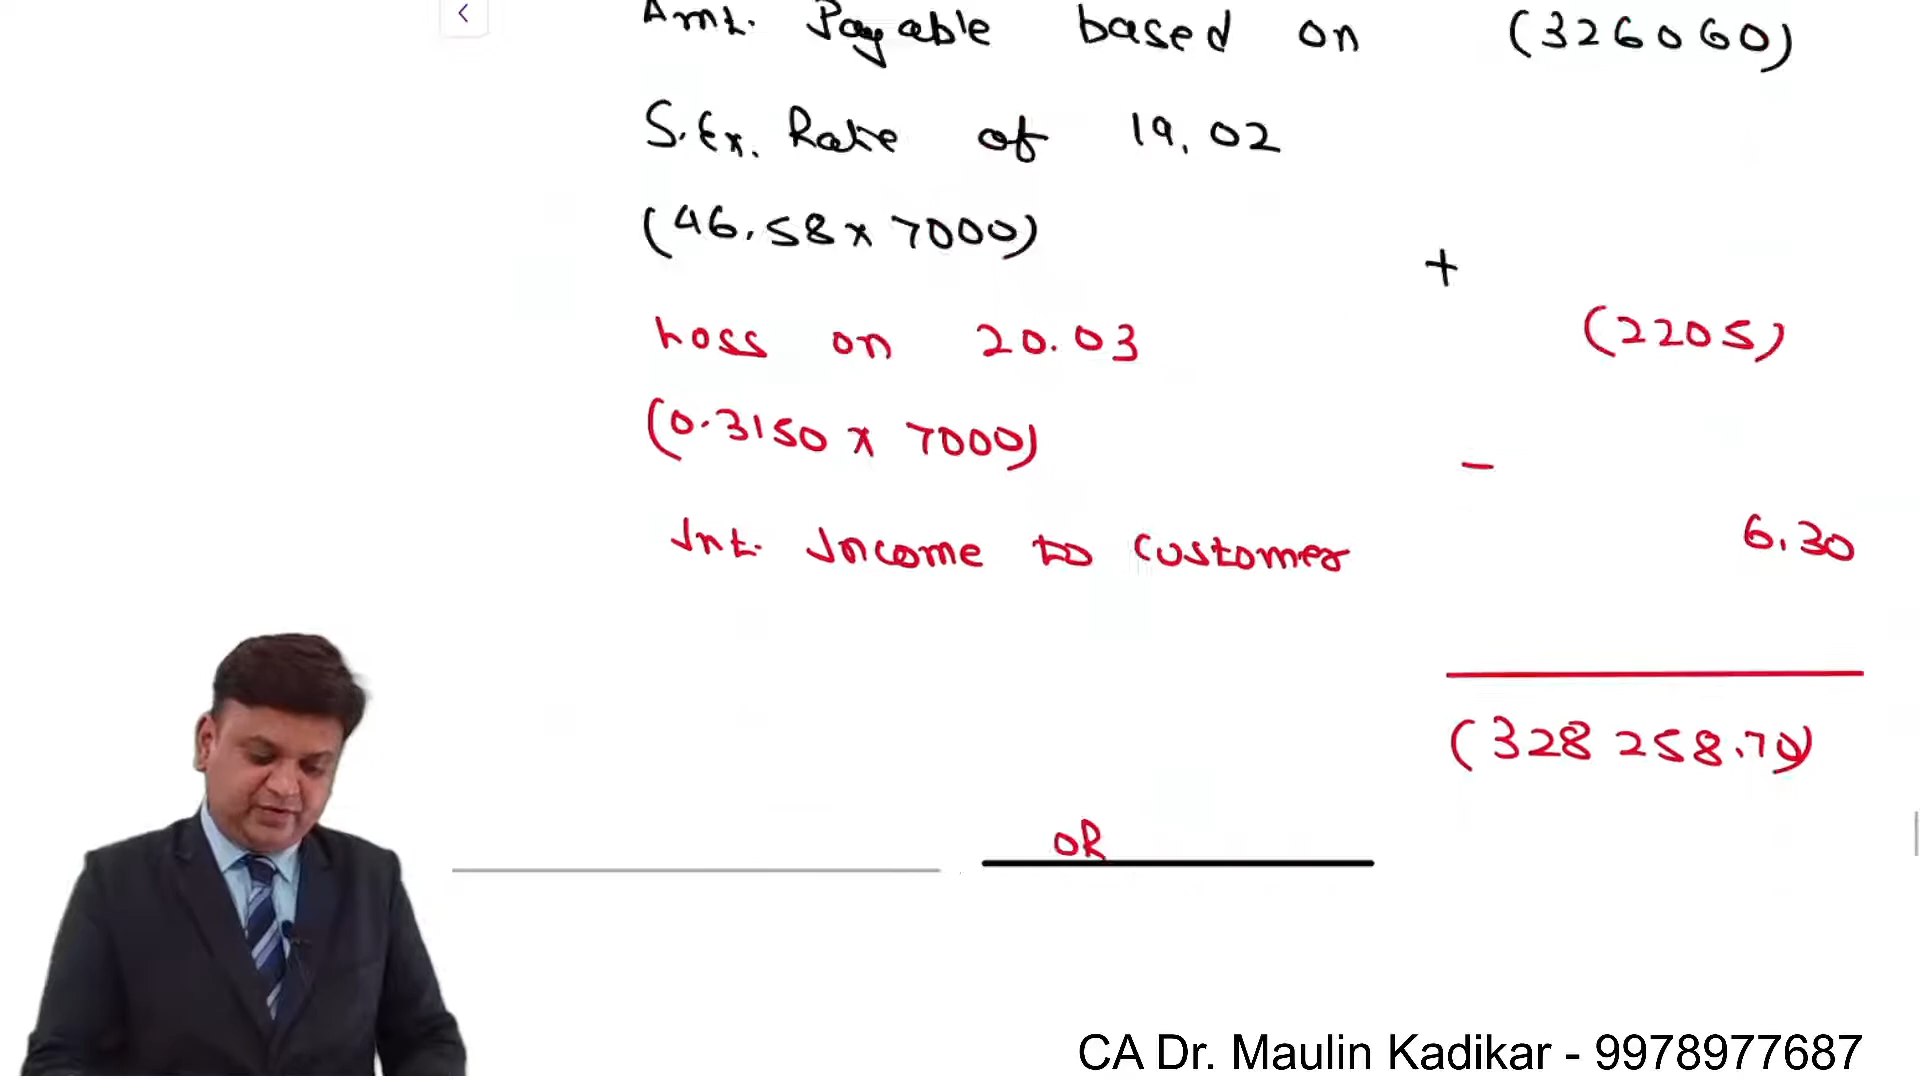 Amt. Payable based on (326060)
S.Ex. Rate of 19.02
(46.58 x 7000)
+
Loss on 20.03 (2205)
(0.3150 x 7000)
-
Int. Income to Customer 6.30
(328258.70)
OR
CA Dr. Maulin Kadikar - 9978977687